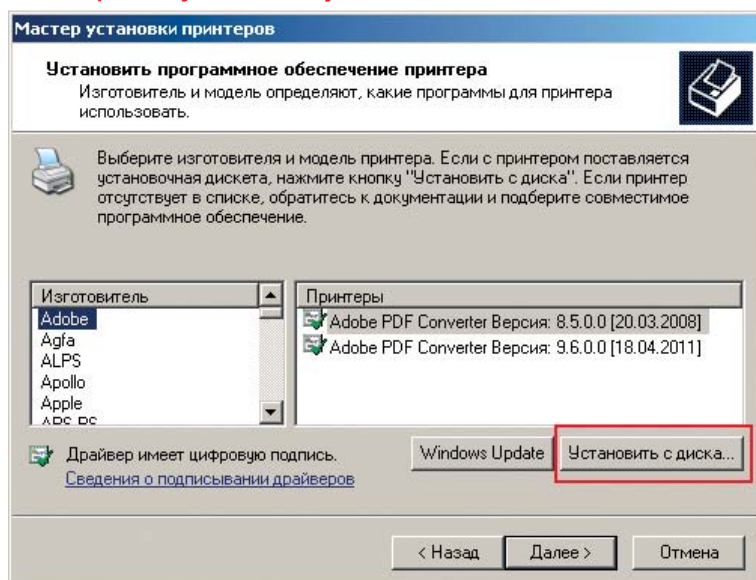 Мастер установки принтеров
Установить программное обеспечение принтера
Изготовитель и модель определяют, какие программы для принтера
использовать.
Выберите изготовителя и модель принтера. Если с принтером поставляется
установочная дискета, нажмите кнопку "Установить с диска". Если принтер
отсутствует в списке, обратитесь к документации и подберите совместимое
программное обеспечение.
Изготовитель
Adobe
Agfa
ALPS
Apollo
Apple
Принтеры
Adobe PDF Converter Версия: 8.5.0.0 [20.03.2008]
Adobe PDF Converter Версия: 9.6.0.0 [18.04.2011]
Драйвер имеет цифровую подпись.
Сведения о подписывании драйверов
Windows Update
Установить с диска...
< Назад
Далее >
Отмена